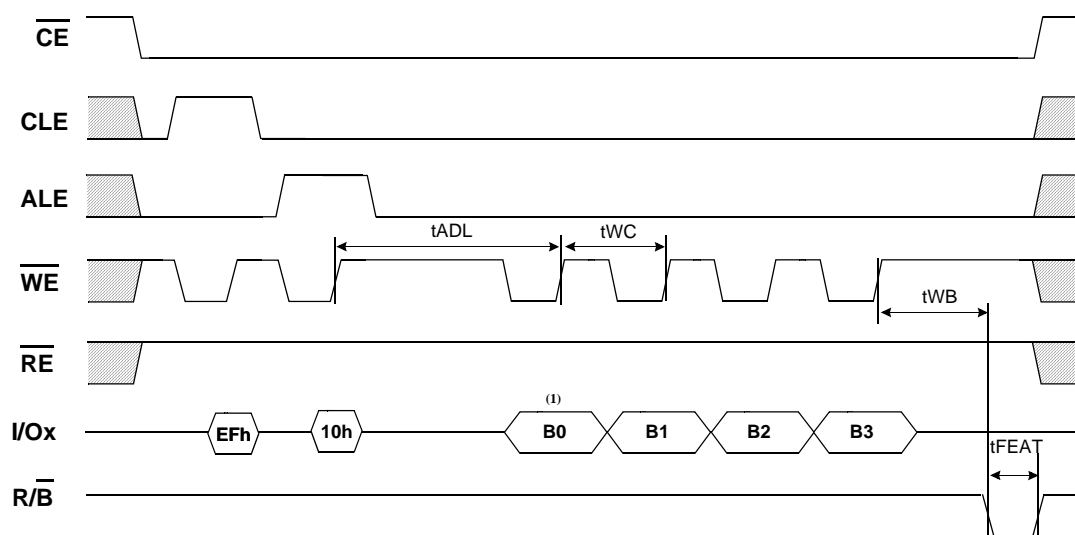 CE
CLE
ALE
tADL tWC
WE
tWB
RE
(1)
I/Ox EFh 10h B0 B1 B2 B3
tFEAT
R/B